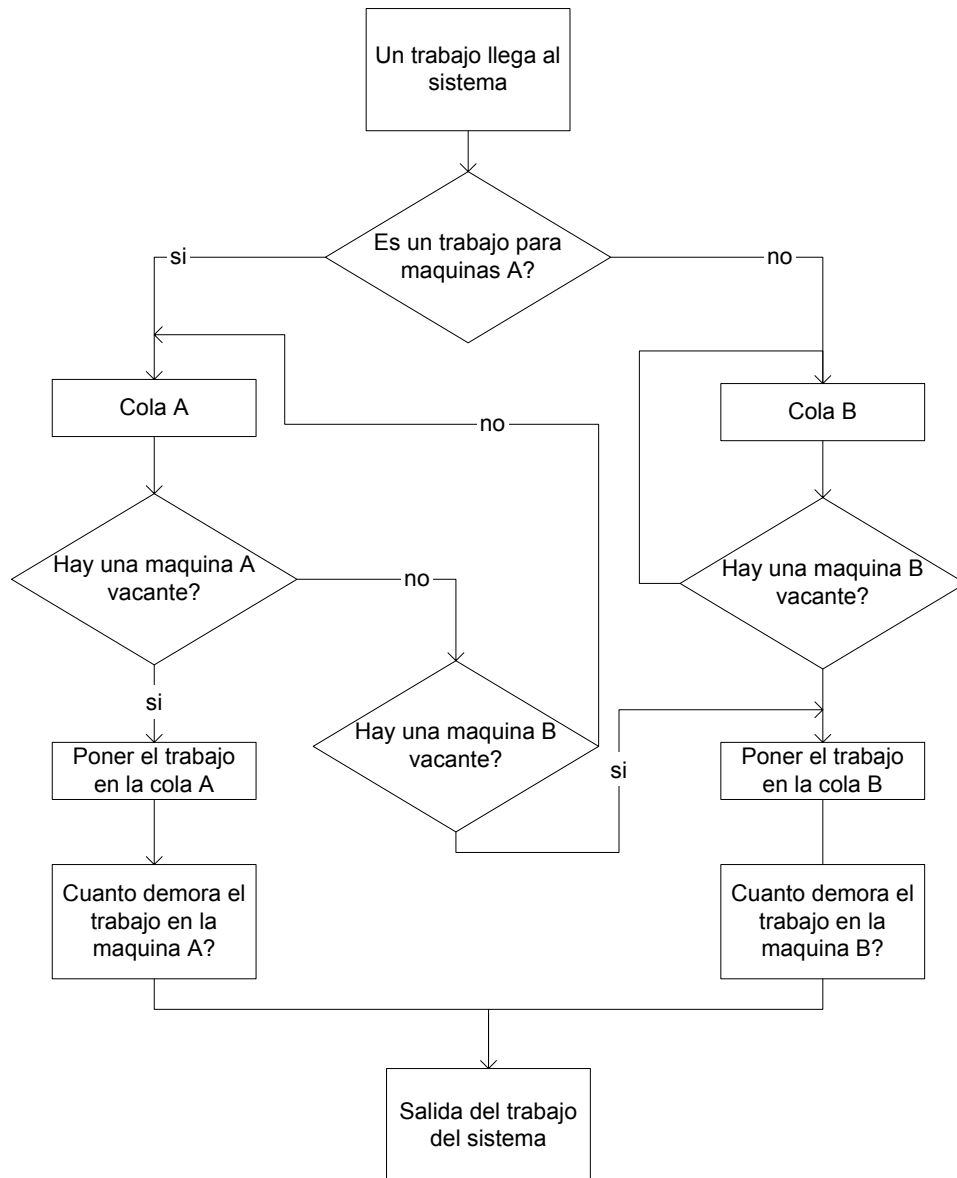 Un trabajo llega al
sistema
Es un trabajo para
maquinas A?
si
no
Cola A
no
Cola B
Hay una maquina A
vacante?
no
Hay una maquina B
vacante?
si
Hay una maquina B
vacante?
si
Poner el trabajo
en la cola A
Poner el trabajo
en la cola B
Cuanto demora el
trabajo en la
maquina A?
Cuanto demora el
trabajo en la
maquina B?
Salida del trabajo
del sistema